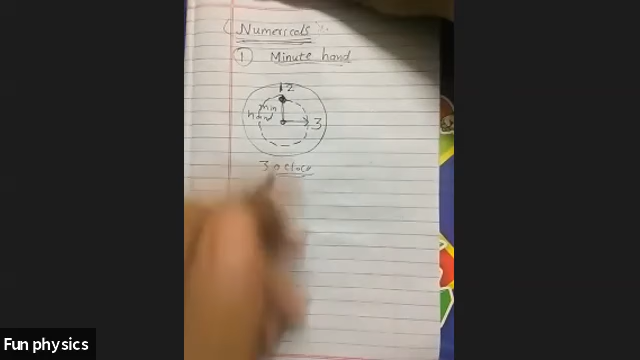 Numericals :
① Minute hand
12
min
hand
3
3 o clock
Fun physics